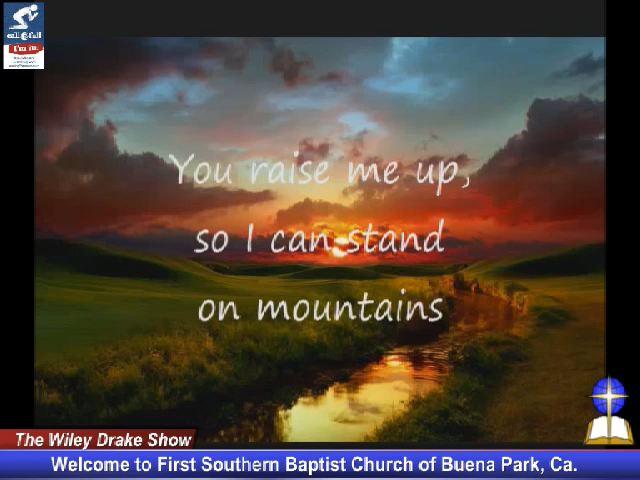 I'm in.
You raise me up,
so I can stand
on mountains
The Wiley Drake Show
Welcome to First Southern Baptist Church of Buena Park, Ca.